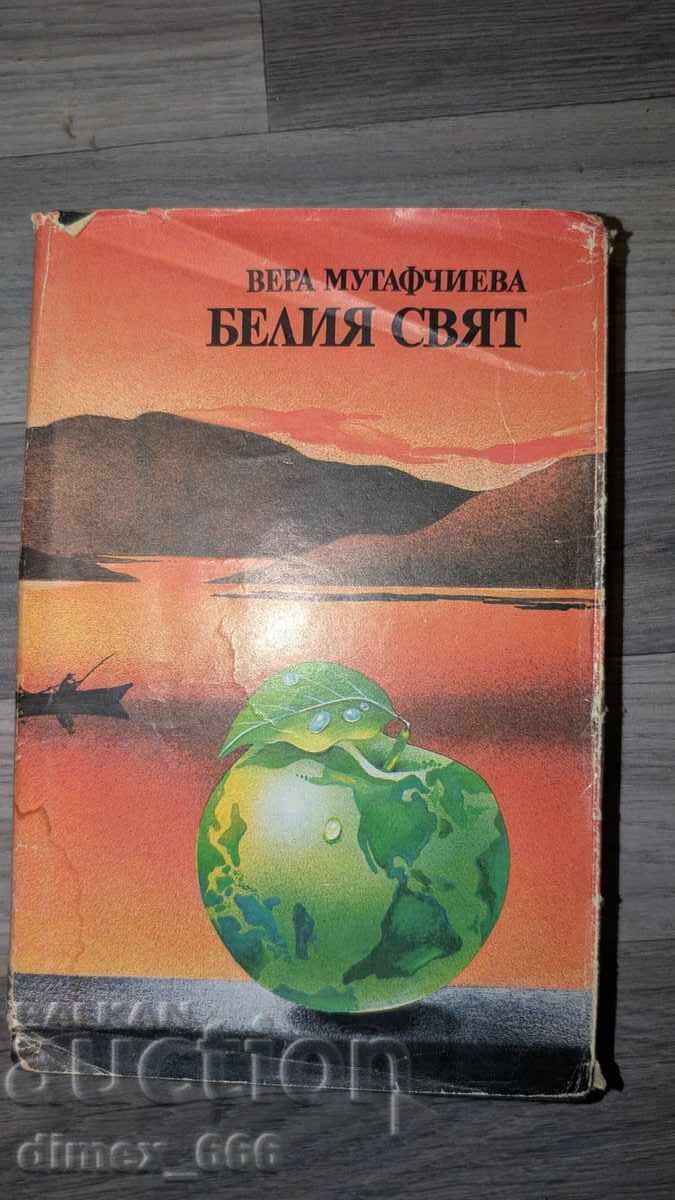 ВЕРА МУТАФЧИЕВА
БЕЛИЯ СВЯТ
BALKAN
auction
dimex_666